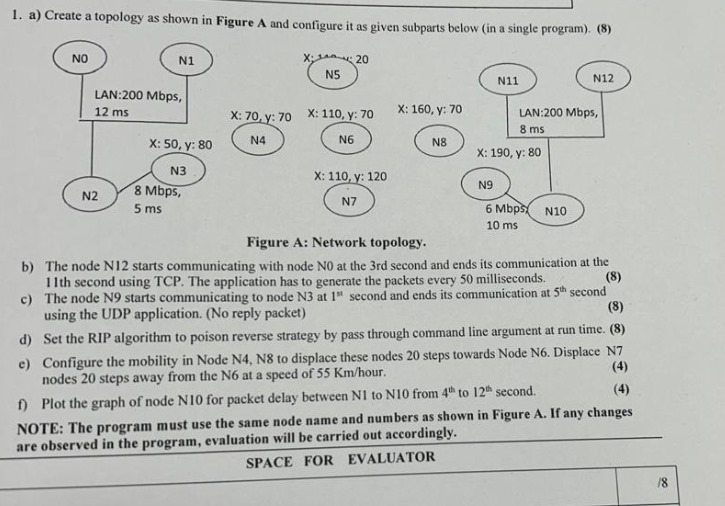 1. a) Create a topology as shown in Figure A and configure it as given subparts below (in a single program). (8)
N0
N1
X: y: 20
N5
N11
N12
LAN:200 Mbps,
12 ms
X: 70, y: 70
X: 110, y: 70
X: 160, y: 70
LAN:200 Mbps,
8 ms
X: 50, y: 80
N4
N6
N8
X: 190, y: 80
N3
X: 110, y: 120
N9
N2
8 Mbps,
5 ms
N7
6 Mbps,
10 ms
N10
Figure A: Network topology.
b) The node N12 starts communicating with node N0 at the 3rd second and ends its communication at the
11th second using TCP. The application has to generate the packets every 50 milliseconds. (8)
c) The node N9 starts communicating to node N3 at 1st second and ends its communication at 5th second
using the UDP application. (No reply packet) (8)
d) Set the RIP algorithm to poison reverse strategy by pass through command line argument at run time. (8)
e) Configure the mobility in Node N4, N8 to displace these nodes 20 steps towards Node N6. Displace N7
nodes 20 steps away from the N6 at a speed of 55 Km/hour. (4)
f) Plot the graph of node N10 for packet delay between N1 to N10 from 4th to 12th second. (4)
NOTE: The program must use the same node name and numbers as shown in Figure A. If any changes
are observed in the program, evaluation will be carried out accordingly.
SPACE FOR EVALUATOR
/8